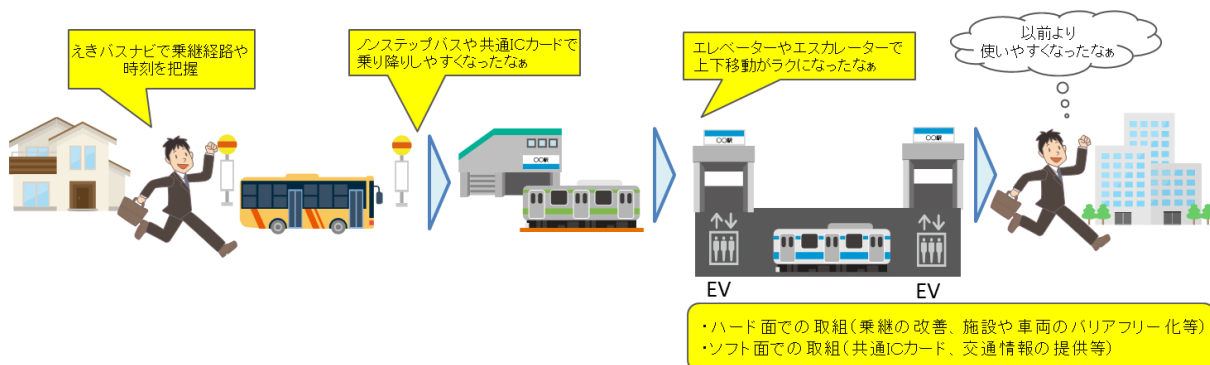 えきバスナビで乗継経路や
時刻を把握
ノンステップバスや共通ICカードで
乗り降りしやすくなったなぁ
エレベーターやエスカレーターで
上下移動がラクになったなぁ
以前より
使いやすくなったなぁ
○○駅
○○駅
○○駅
EV
EV
・ハード面での取組（乗継の改善、施設や車両のバリアフリー化等）
・ソフト面での取組（共通ICカード、交通情報の提供等）